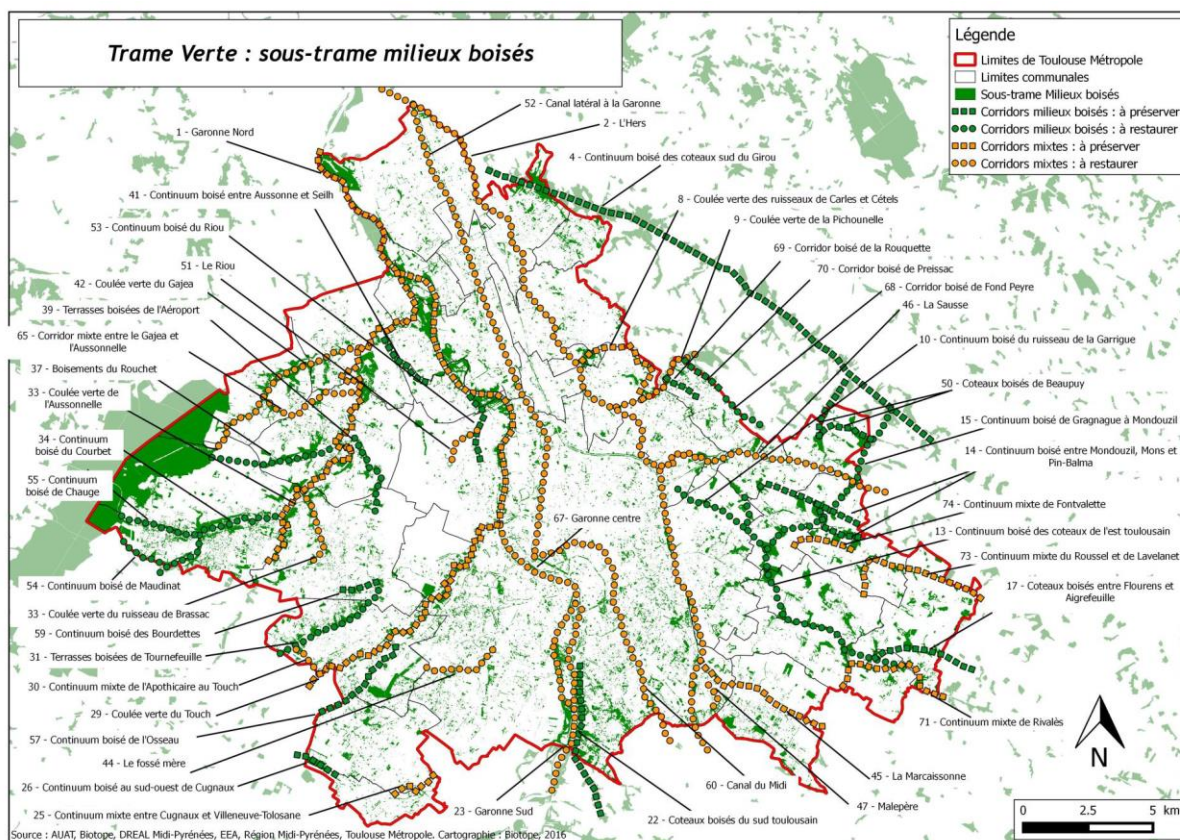 Trame Verte : sous-trame milieux boisés
Légende
Limites de Toulouse Métropole
Limites communales
Sous-trame Milieux boisés
Corridors milieux boisés : à préserver
Corridors milieux boisés : à restaurer
Corridors mixtes : à préserver
Corridors mixtes : à restaurer
52 - Canal latéral à la Garonne
2 - L'Hers
1 - Garonne Nord
4 - Continuum boisé des coteaux sud du Girou
41 - Continuum boisé entre Aussonne et Seilh
8 - Coulée verte des ruisseaux de Carles et Cétels
9 - Coulée verte de la Pichounelle
53 - Continuum boisé du Riou
69 - Corridor boisé de la Rouquette
51 - Le Riou
70 - Corridor boisé de Preissac
42 - Coulée verte du Gajea
68 - Corridor boisé de Fond Peyre
39 - Terrasses boisées de l'Aéroport
46 - La Sausse
65 - Corridor mixte entre le Gajea et
l'Aussonnelle
10 - Continuum boisé du ruisseau de la Garrigue
37 - Boisements du Rouchet
50 - Coteaux boisés de Beaupuy
33 - Coulée verte de
l'Aussonnelle
15 - Continuum boisé de Gragnague à Mondouzil
34 - Continuum
boisé du Courbet
14 - Continuum boisé entre Mondouzil, Mons et
Pin-Balma
55 - Continuum
boisé de Chauge
74 - Continuum mixte de Fontvalette
67- Garonne centre
13 - Continuum boisé des coteaux de l'est toulousain
73 - Continuum mixte du Roussel et de Lavelanet
54 - Continuum boisé de Maudinat
17 - Coteaux boisés entre Flourens et
Aigrefeuille
33 - Coulée verte du ruisseau de Brassac
59 - Continuum boisé des Bourdettes
31 - Terrasses boisées de Tournefeuille
30 - Continuum mixte de l'Apothicaire au Touch
29 - Coulée verte du Touch
71 - Continuum mixte de Rivalès
57 - Continuum boisé de l'Osseau
44 - Le fossé mère
45 - La Marcaissonne
26 - Continuum boisé au sud-ouest de Cugnaux
60 - Canal du Midi
47 - Malepère
25 - Continuum mixte entre Cugnaux et Villeneuve-Tolosane
23 - Garonne Sud
22 - Coteaux boisés du sud toulousain
N
0 2.5 5 km
Source : AUAT, Biotope, DREAL Midi-Pyrénées, EEA, Région Midi-Pyrénées, Toulouse Métropole. Cartographie : Biotope, 2016